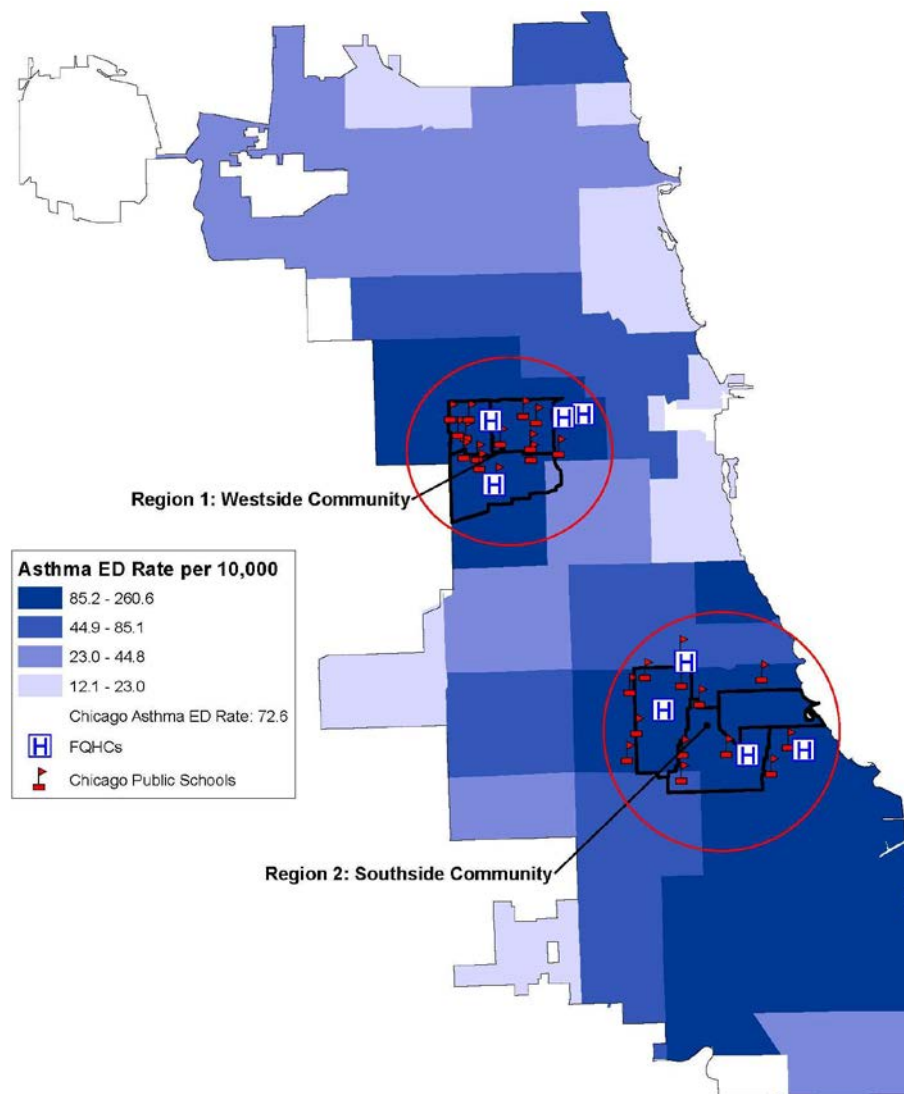 Region 1: Westside Community
Asthma ED Rate per 10,000
85.2 - 260.6
44.9 - 85.1
23.0 - 44.8
12.1 - 23.0
Chicago Asthma ED Rate: 72.6
H FQHCs
Chicago Public Schools
Region 2: Southside Community
H
H
H
H
H
H
H
H